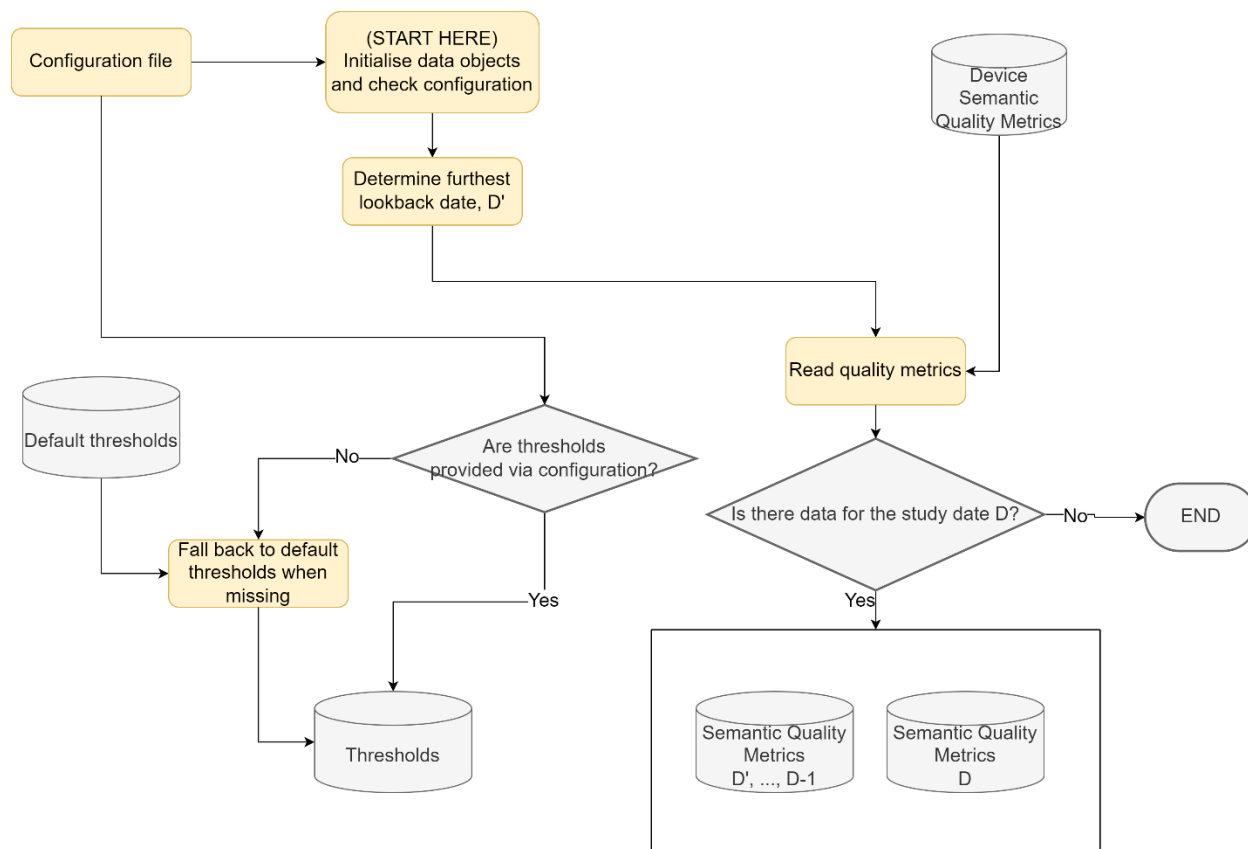 (START HERE)
Initialise data objects
and check configuration
Configuration file
Device
Semantic
Quality Metrics
Determine furthest
lookback date, D'
Read quality metrics
Default thresholds
Are thresholds
provided via configuration?
No
Is there data for the study date D?
No
END
Fall back to default
thresholds when
missing
Yes
Yes
Thresholds
Semantic Quality
Metrics
D', ..., D-1
Semantic Quality
Metrics
D